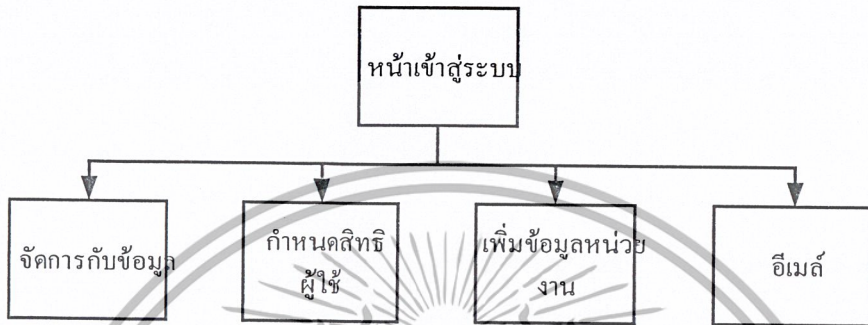 หน้าเข้าสู่ระบบ
จัดการกับข้อมูล
กำหนดสิทธิ
ผู้ใช้
เพิ่มข้อมูลหน่วย
งาน
อีเมล์